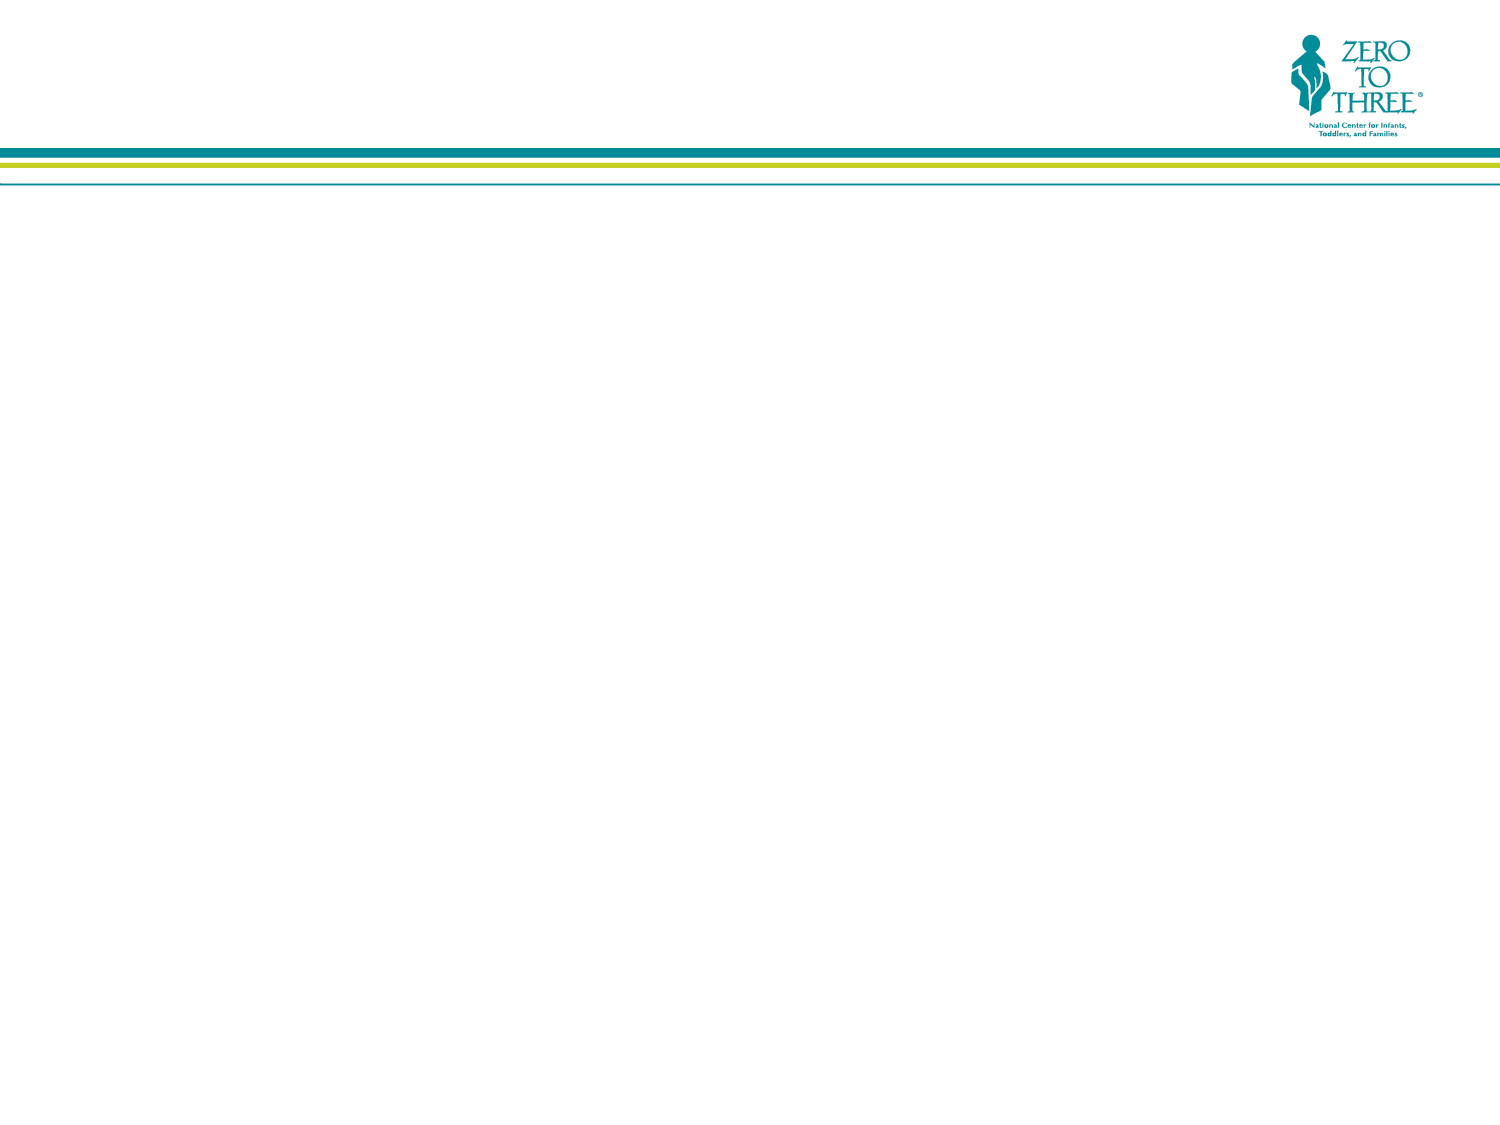 ZERO
TO
THREE®
National Center for Infants,
Toddlers, and Families